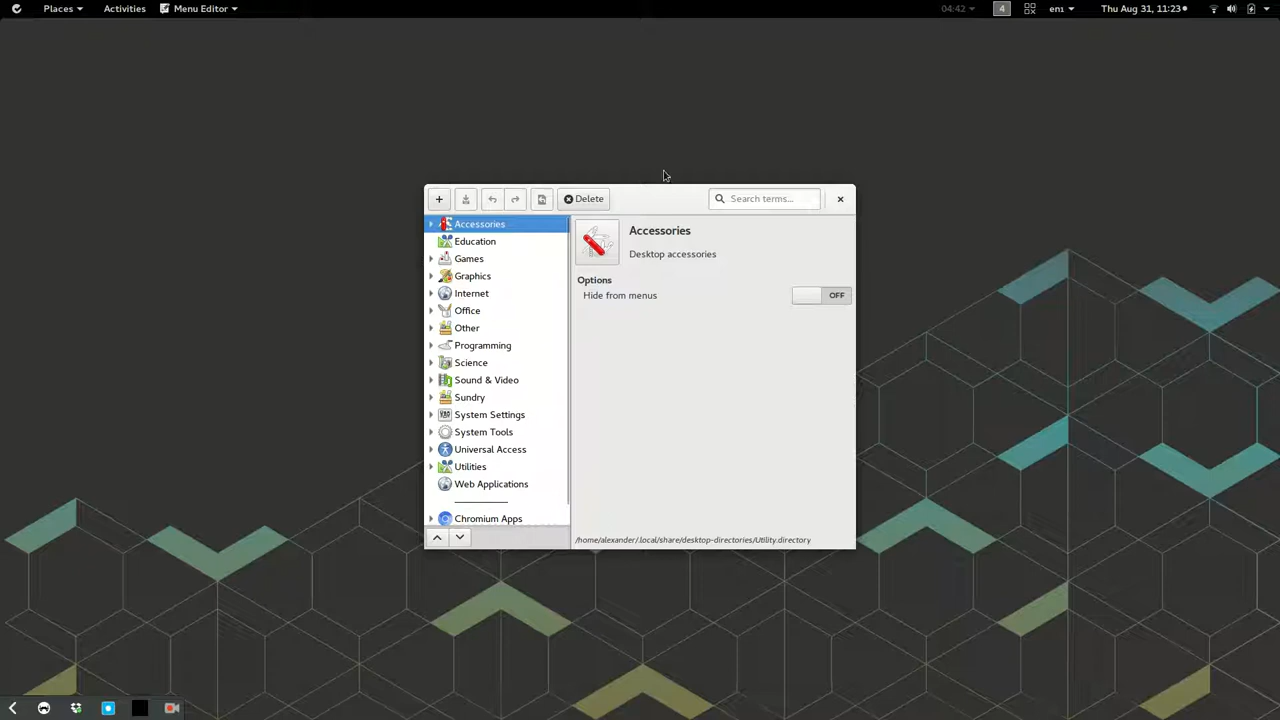 Places
Activities
Menu Editor
04:42
4
en1
Thu Aug 31, 11:23
Delete
Search terms...
Accessories
Education
Games
Graphics
Internet
Office
Other
Programming
Science
Sound & Video
Sundry
System Settings
System Tools
Universal Access
Utilities
Web Applications
Chromium Apps
Accessories
Desktop accessories
Options
Hide from menus
OFF
/home/alexander/.local/share/desktop-directories/Utility.directory